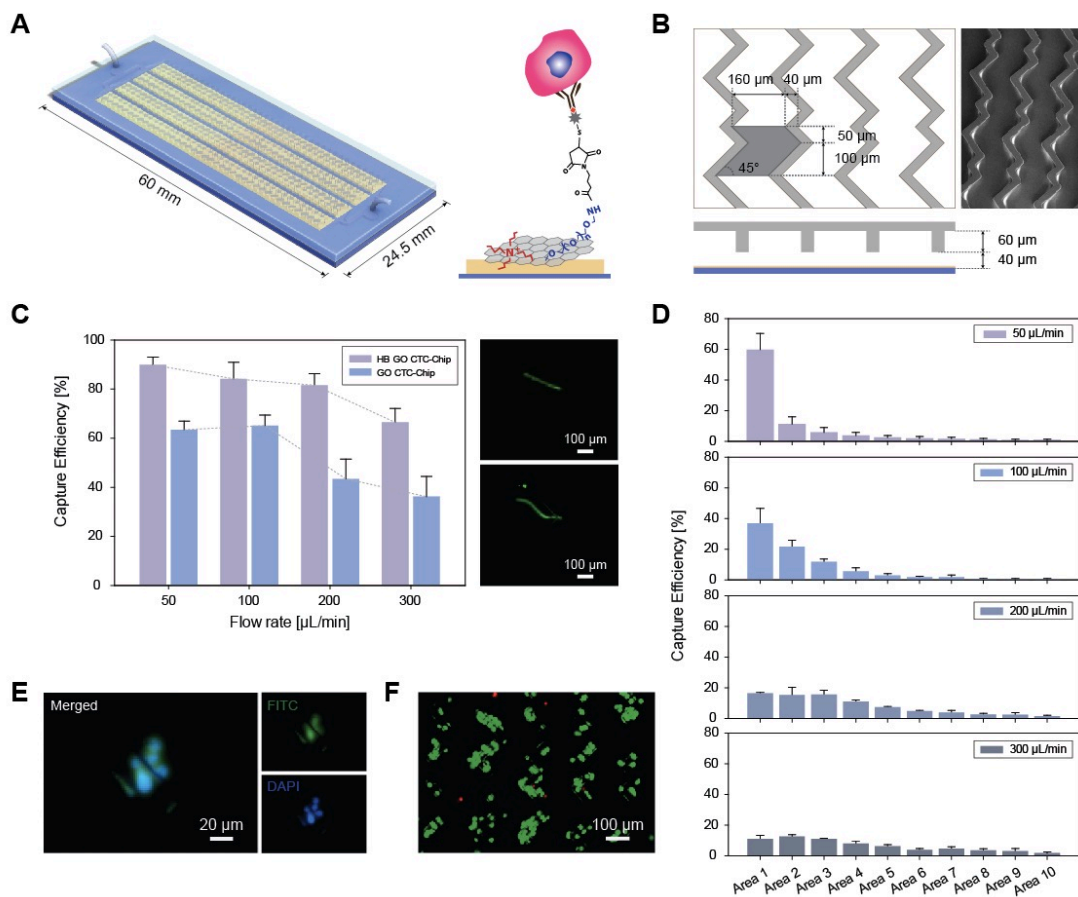 A
60 mm
24.5 mm
S
O
N
O
O
NH
O
O
O
n
N+
B
160 µm
40 µm
50 µm
100 µm
45°
60 µm
40 µm
C
100
80
60
40
20
0
Capture Efficiency [%]
HB GO CTC-Chip
GO CTC-Chip
50
100
200
300
Flow rate [µL/min]
100 µm
100 µm
D
80
60
40
20
0
50 µL/min
80
60
40
20
0
100 µL/min
80
60
40
20
0
200 µL/min
80
60
40
20
0
300 µL/min
Capture Efficiency [%]
Area 1
Area 2
Area 3
Area 4
Area 5
Area 6
Area 7
Area 8
Area 9
Area 10
E
Merged
20 µm
FITC
DAPI
F
100 µm